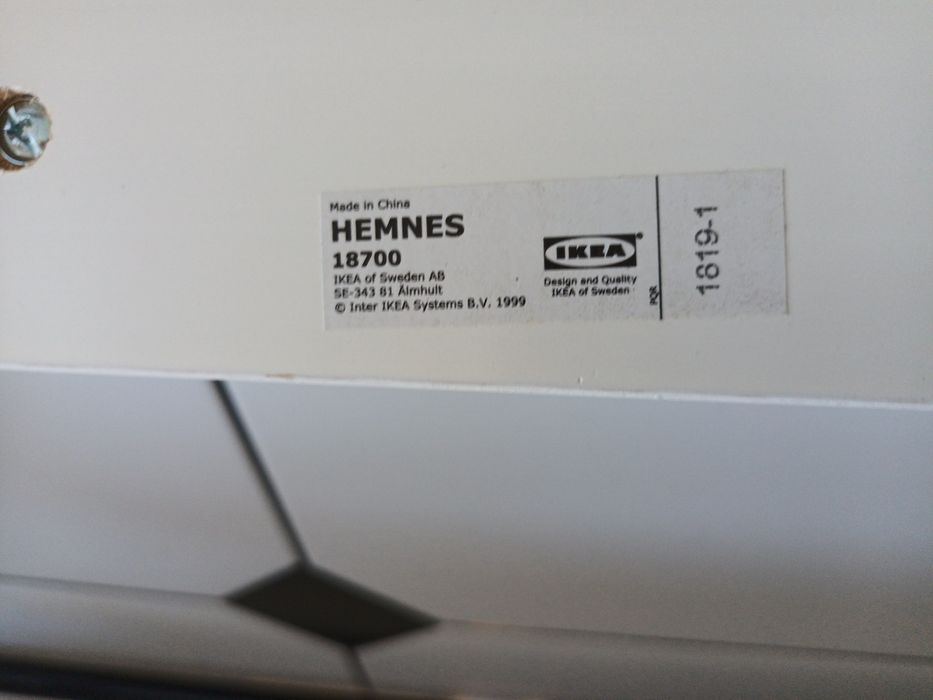 Made in China
HEMNES
18700
IKEA of Sweden AB
SE-343 81 Älmhult
© Inter IKEA Systems B.V. 1999
IKEA®
Design and Quality
IKEA of Sweden
PQR
1819-1